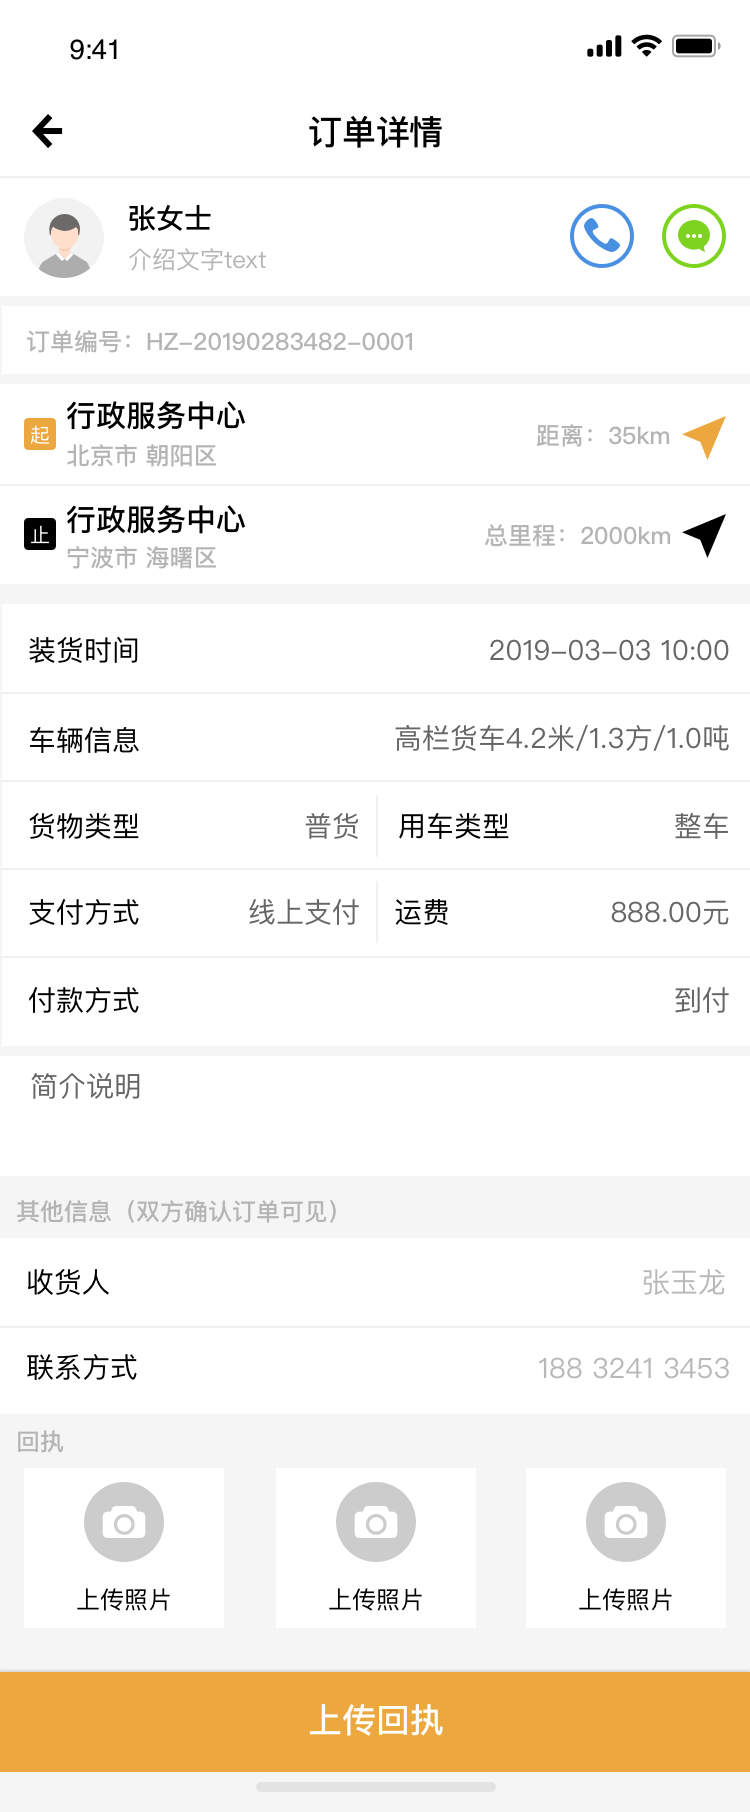 9:41
订单详情
张女士
介绍文字text
订单编号：HZ-20190283482-0001
起
行政服务中心
北京市 朝阳区
距离：35km
止
行政服务中心
宁波市 海曙区
总里程：2000km
装货时间 2019-03-03 10:00
车辆信息 高栏货车4.2米/1.3方/1.0吨
货物类型 普货 用车类型 整车
支付方式 线上支付 运费 888.00元
付款方式 到付
简介说明
其他信息（双方确认订单可见）
收货人 张玉龙
联系方式 188 3241 3453
回执
上传照片 上传照片 上传照片
上传回执